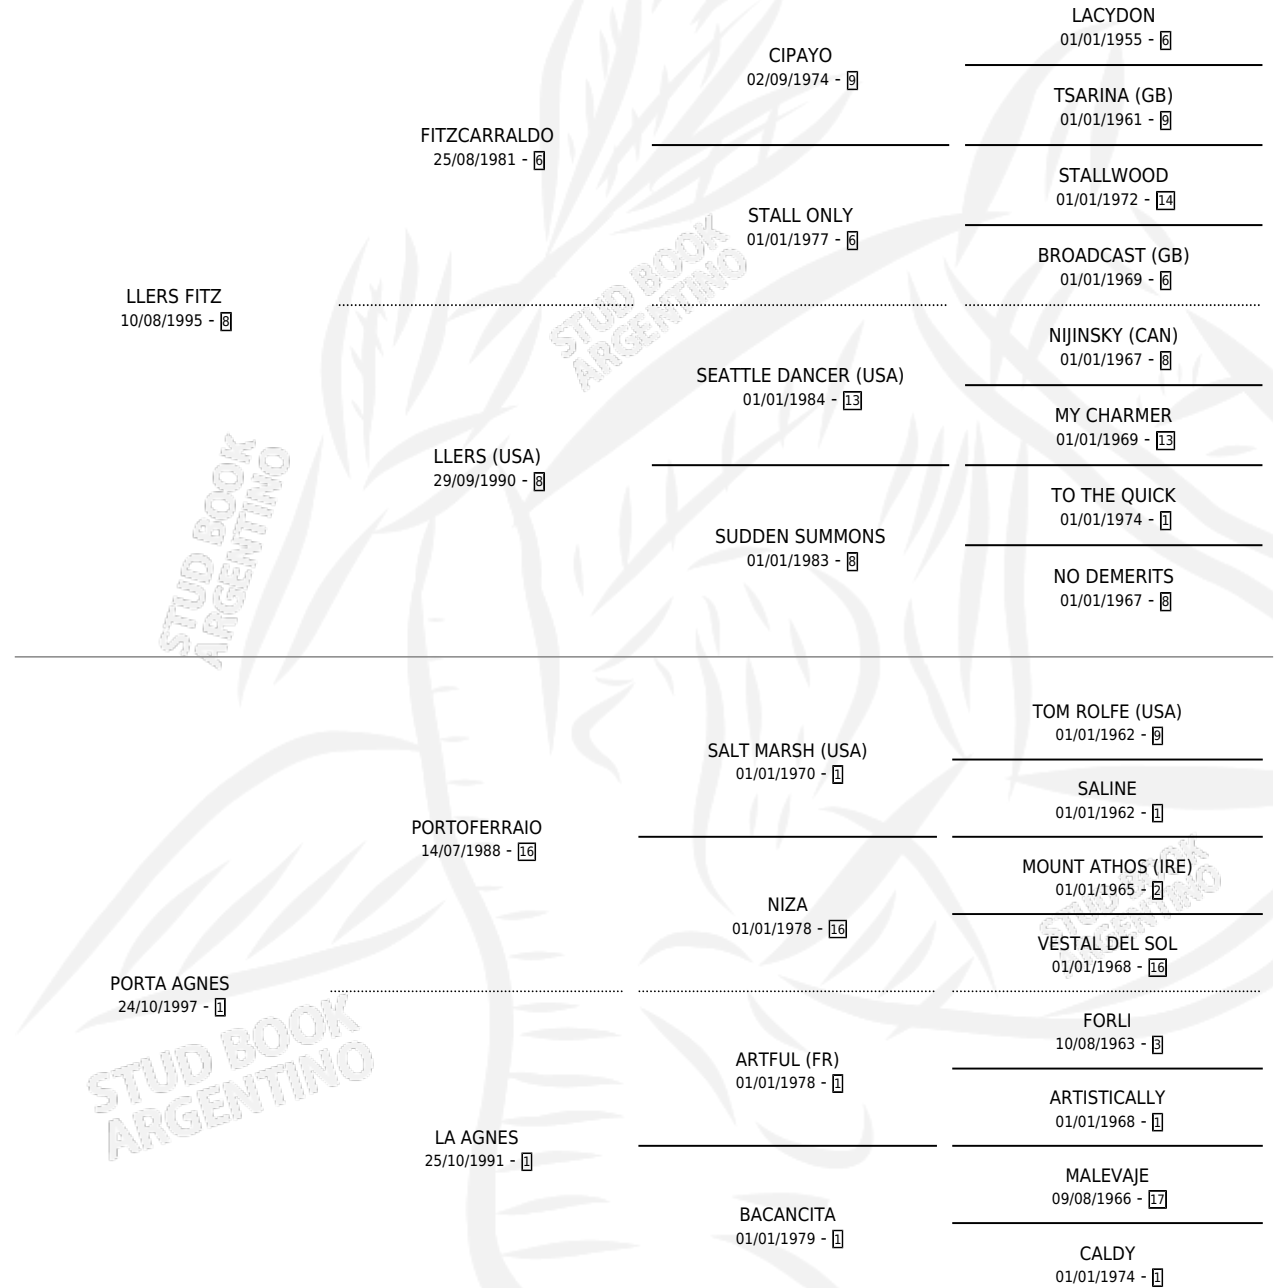 LACYDON
01/01/1955 - 6
CIPAYO
02/09/1974 - 9
TSARINA (GB)
01/01/1961 - 9
FITZCARRALDO
25/08/1981 - 6
STALLWOOD
01/01/1972 - 14
STALL ONLY
01/01/1977 - 6
BROADCAST (GB)
01/01/1969 - 6
LLERS FITZ
10/08/1995 - 8
STUD BOOK
ARGENTINO
NIJINSKY (CAN)
01/01/1967 - 8
SEATTLE DANCER (USA)
01/01/1984 - 13
MY CHARMER
01/01/1969 - 13
LLERS (USA)
29/09/1990 - 8
TO THE QUICK
01/01/1974 - 1
SUDDEN SUMMONS
01/01/1983 - 8
NO DEMERITS
01/01/1967 - 8
STUD BOOK
ARGENTINO
TOM ROLFE (USA)
01/01/1962 - 9
SALT MARSH (USA)
01/01/1970 - 1
SALINE
01/01/1962 - 1
PORTOFERRAIO
14/07/1988 - 16
MOUNT ATHOS (IRE)
01/01/1965 - 2
NIZA
01/01/1978 - 16
VESTAL DEL SOL
01/01/1968 - 16
STUD BOOK
ARGENTINO
PORTA AGNES
24/10/1997 - 1
FORLI
10/08/1963 - 3
ARTFUL (FR)
01/01/1978 - 1
ARTISTICALLY
01/01/1968 - 1
STUD BOOK
ARGENTINO
LA AGNES
25/10/1991 - 1
MALEVAJE
09/08/1966 - 17
BACANCITA
01/01/1979 - 1
CALDY
01/01/1974 - 1